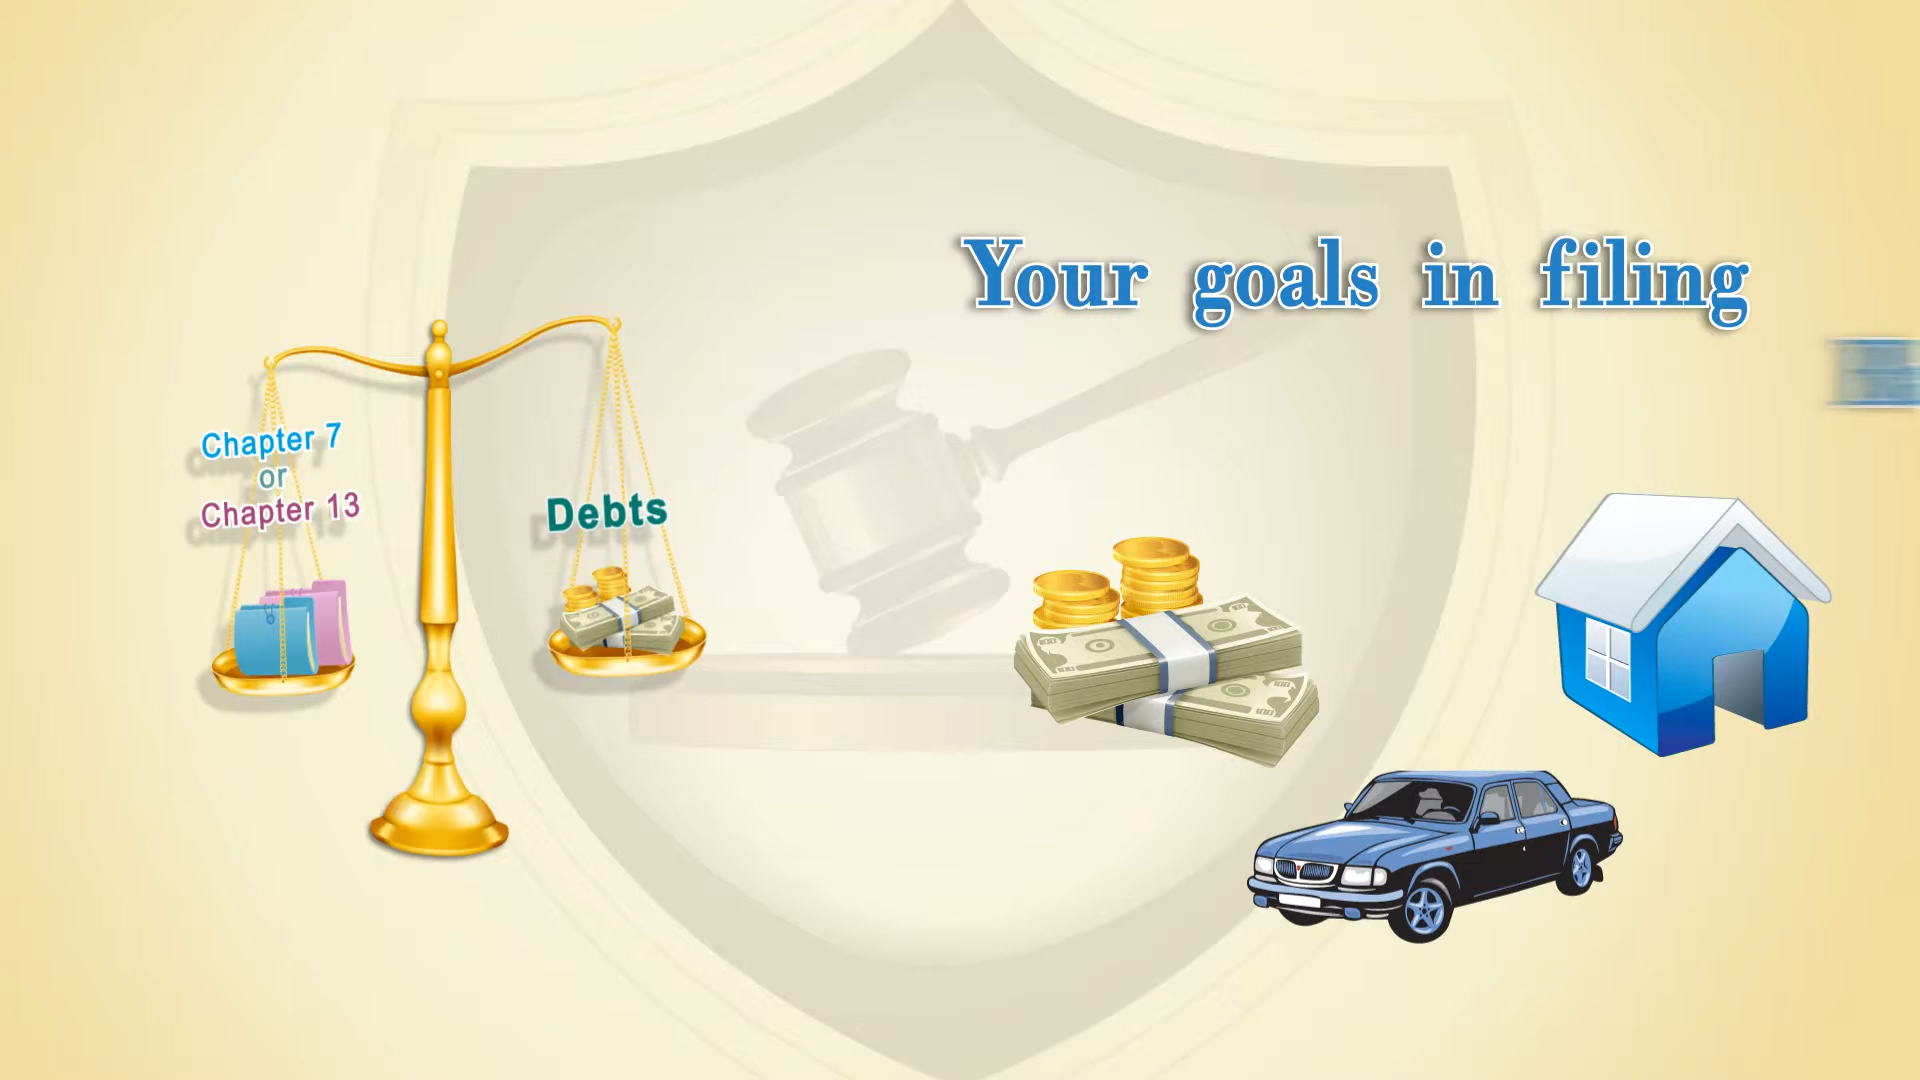 Your goals in filing
Chapter 7
or
Chapter 13
Debts